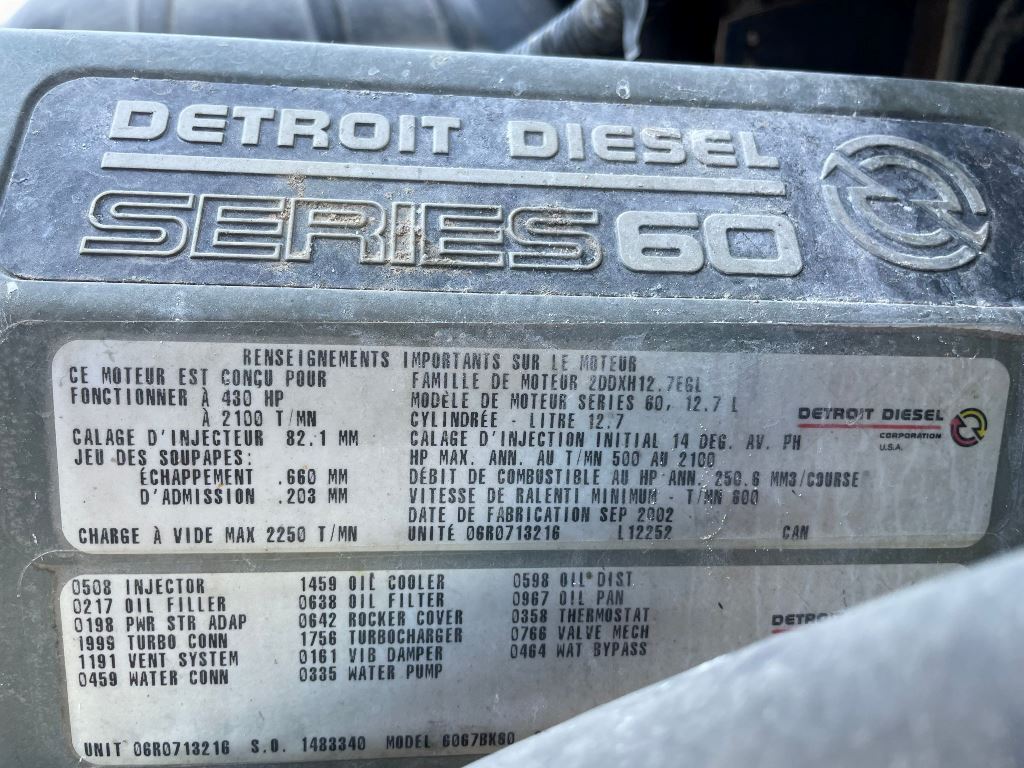 DETROIT DIESEL
SERIES 60
RENSEIGNEMENTS IMPORTANTS SUR LE MOTEUR
CE MOTEUR EST CONÇU POUR
FONCTIONNER À 430 HP
À 2100 T/MN
CALAGE D'INJECTEUR 82.1 MM
JEU DES SOUPAPES:
ÉCHAPPEMENT .660 MM
D'ADMISSION .203 MM
CHARGE À VIDE MAX 2250 T/MN
FAMILLE DE MOTEUR 2DDXH12.7EGL
MODÈLE DE MOTEUR SERIES 60, 12.7 L
CYLINDRÉE - LITRE 12.7
CALAGE D'INJECTION INITIAL 14 DEG. AV. PH
HP MAX. ANN. AU T/MN 500 AU 2100
DÉBIT DE COMBUSTIBLE AU HP-ANN. 250.6 MM3/COURSE
VITESSE DE RALENTI MINIMUM - T/MN 600
DATE DE FABRICATION SEP 2002
UNITÉ 06R0713216 L12252 CAN
DETROIT DIESEL
CORPORATION
U.S.A.
0508 INJECTOR 1459 OIL COOLER 0598 OIL DIST
0217 OIL FILLER 0638 OIL FILTER 0967 OIL PAN
0198 PWR STR ADAP 0642 ROCKER COVER 0358 THERMOSTAT
1999 TURBO CONN 1756 TURBOCHARGER 0766 VALVE MECH
1191 VENT SYSTEM 0161 VIB DAMPER 0464 WAT BYPASS
0459 WATER CONN 0335 WATER PUMP
DETRO
UNIT 06R0713216 S.O. 1483340 MODEL 6067BK60